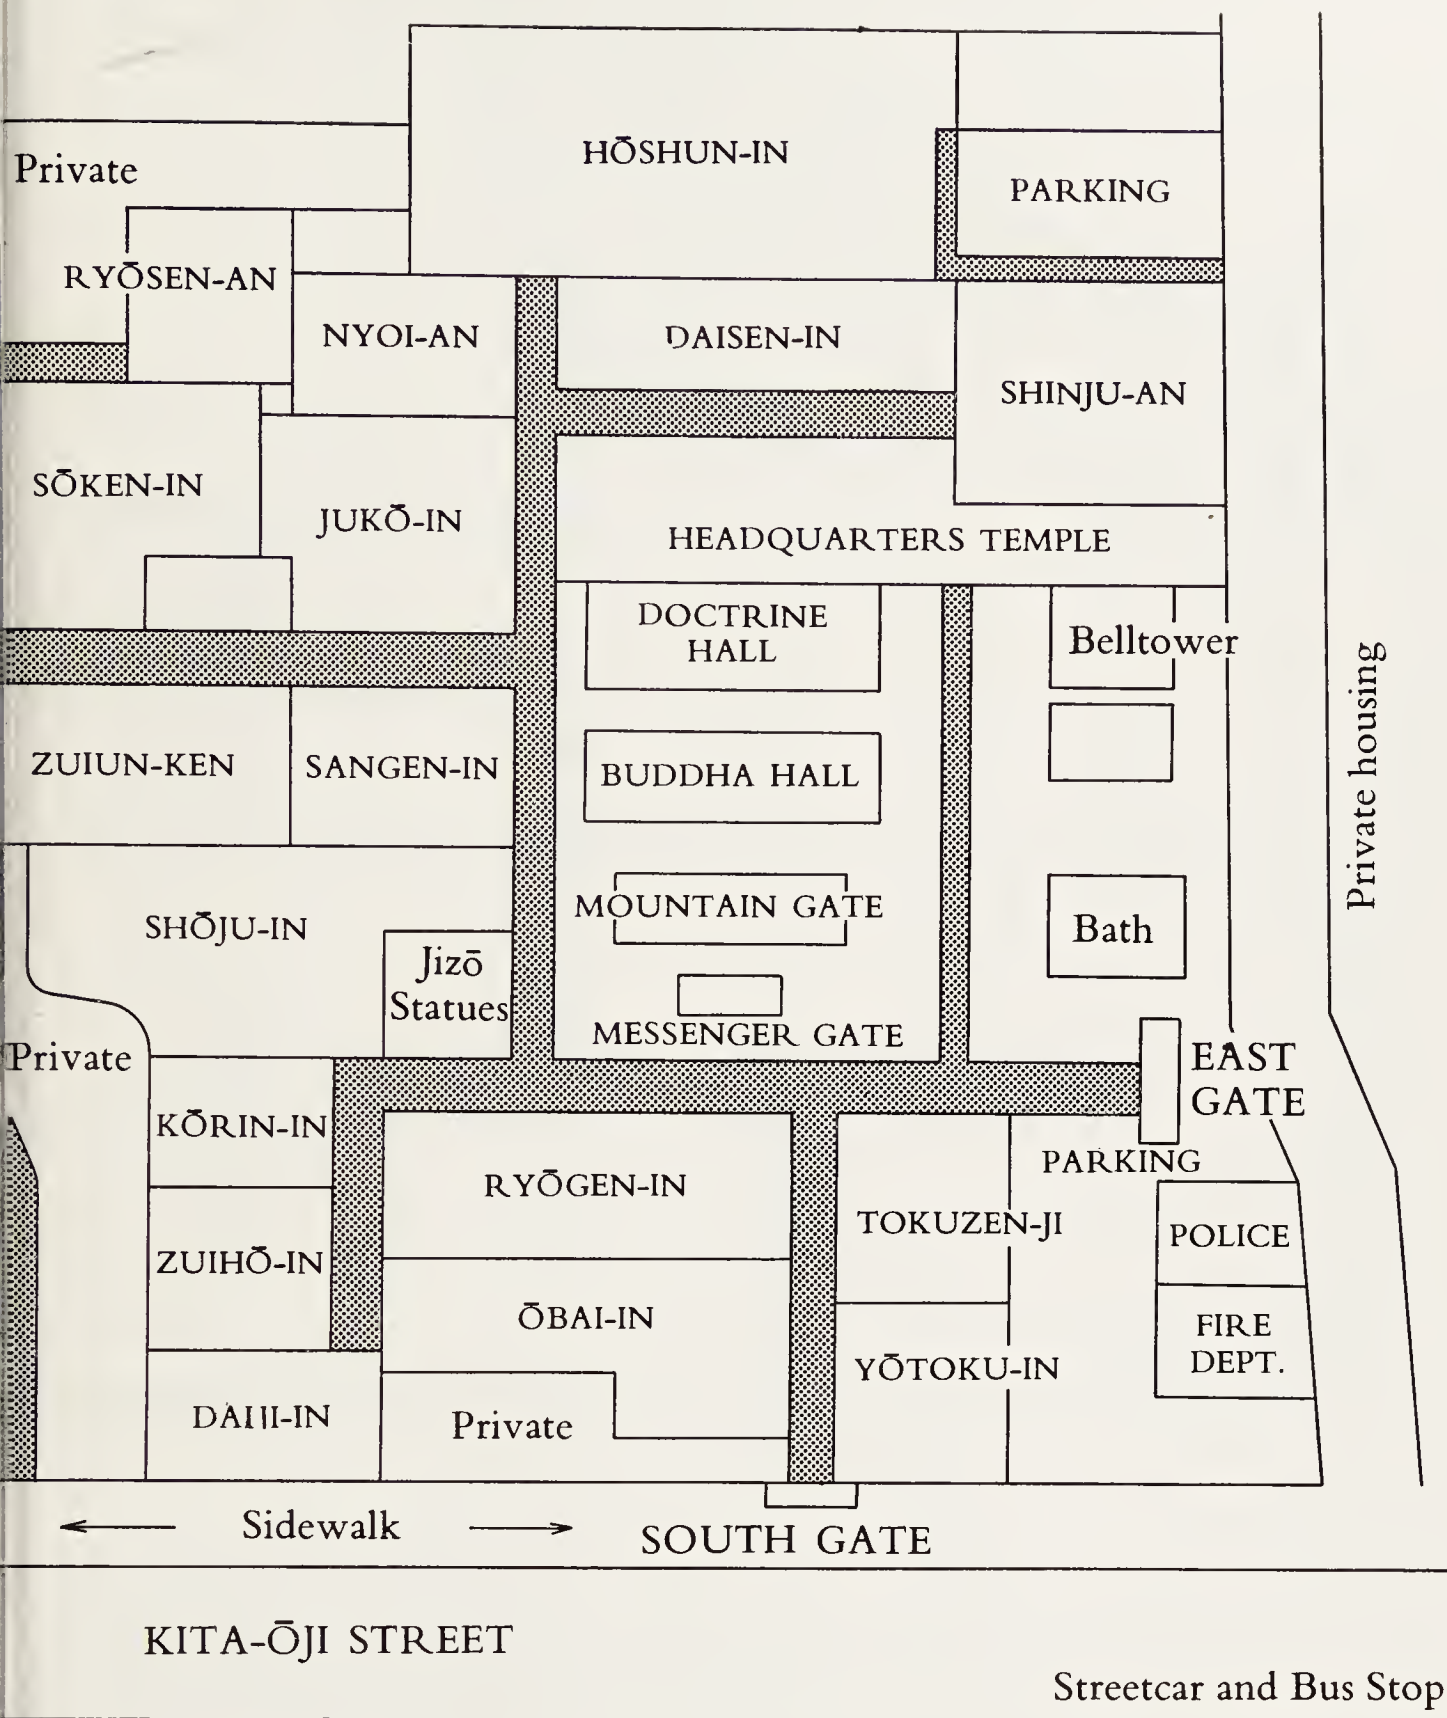 HŌSHUN-IN
Private
PARKING
RYŌSEN-AN
NYOI-AN
DAISEN-IN
SHINJU-AN
SŌKEN-IN
JUKŌ-IN
HEADQUARTERS TEMPLE
DOCTRINE
HALL
Belltower
Private housing
ZUIUN-KEN
SANGEN-IN
BUDDHA HALL
MOUNTAIN GATE
SHŌJU-IN
Jizō
Statues
Bath
MESSENGER GATE
Private
EAST
GATE
KŌRIN-IN
PARKING
RYŌGEN-IN
TOKUZEN-JI
POLICE
ZUIHŌ-IN
ŌBAI-IN
FIRE
DEPT.
YŌTOKU-IN
DAIJI-IN
Private
Sidewalk
SOUTH GATE
KITA-ŌJI STREET
Streetcar and Bus Stop